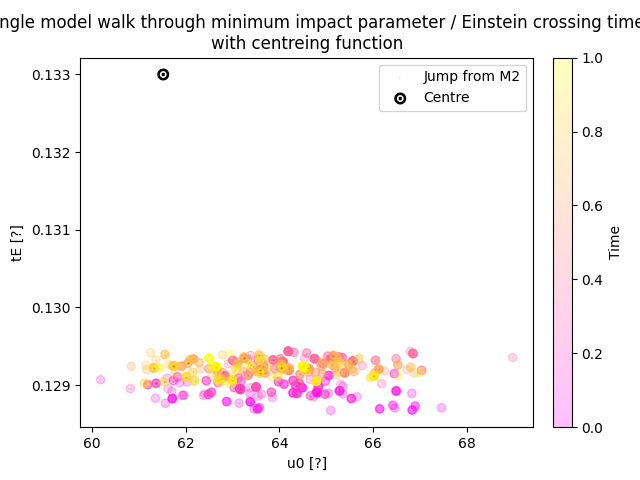 ngle model walk through minimum impact parameter / Einstein crossing time
with centreing function
Jump from M2
Centre
0.133
0.132
0.131
0.130
0.129
tE [?]
60
62
64
66
68
u0 [?]
1.0
0.8
0.6
0.4
0.2
0.0
Time